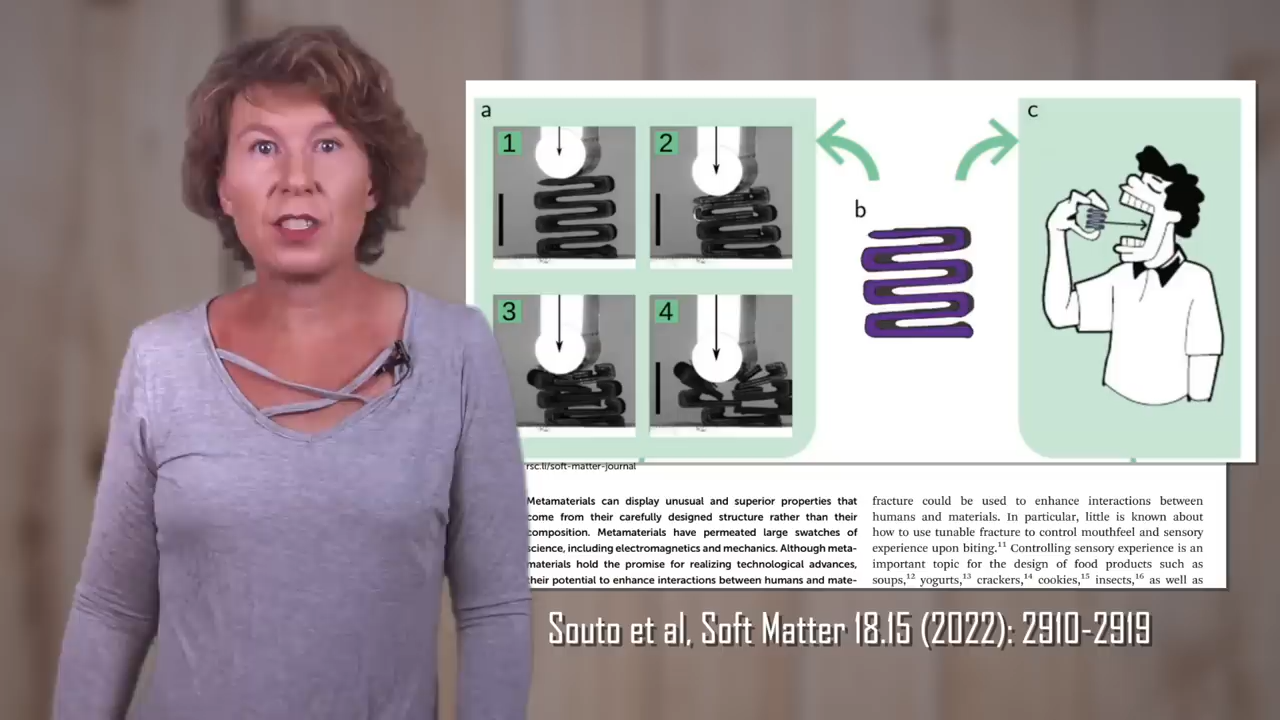 a
1
2
3
4
b
c
rsc.li/soft-matter-journal
Metamaterials can display unusual and superior properties that
come from their carefully designed structure rather than their
composition. Metamaterials have permeated large swatches of
science, including electromagnetics and mechanics. Although meta-
materials hold the promise for realizing technological advances,
their potential to enhance interactions between humans and mate-
fracture could be used to enhance interactions between
humans and materials. In particular, little is known about
how to use tunable fracture to control mouthfeel and sensory
experience upon biting.11 Controlling sensory experience is an
important topic for the design of food products such as
soups,12 yogurts,13 crackers,14 cookies,15 insects,16 as well as
Souto et al, Soft Matter 18.15 (2022): 2910-2919